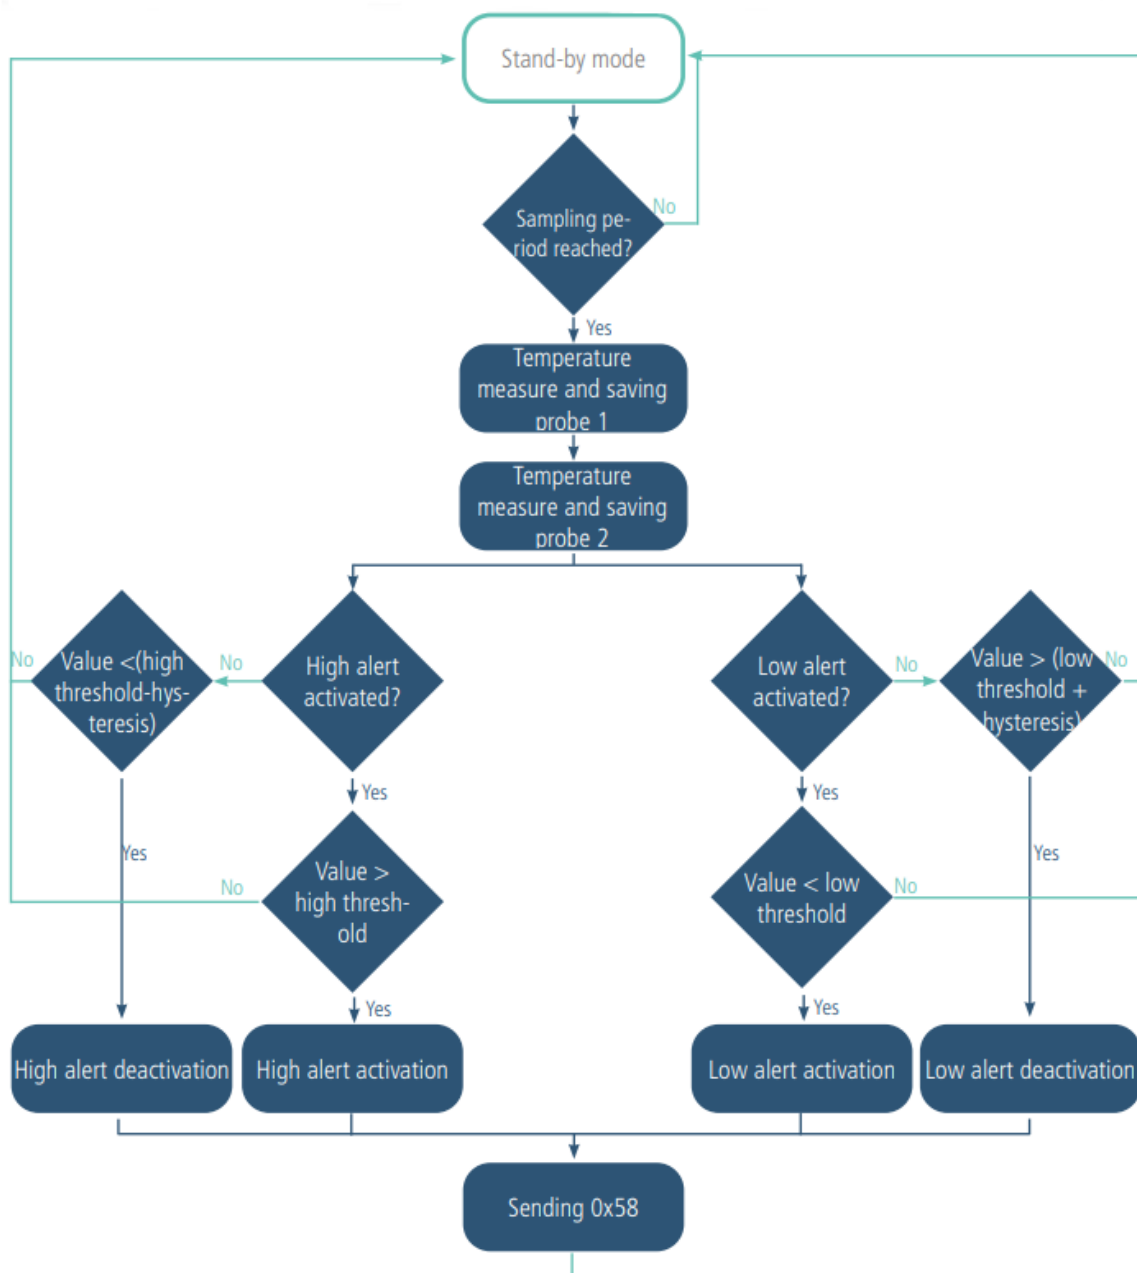 Stand-by mode
No
Sampling pe-
riod reached?
Yes
Temperature
measure and saving
probe 1
Temperature
measure and saving
probe 2
No
Value <(high
threshold-hys-
teresis)
No
High alert
activated?
Low alert
activated?
No
Value > (low
threshold +
hysteresis)
No
Yes
Yes
Yes
Yes
No
Value >
high thresh-
old
Value < low
threshold
No
Yes
Yes
High alert deactivation
High alert activation
Low alert activation
Low alert deactivation
Sending 0x58